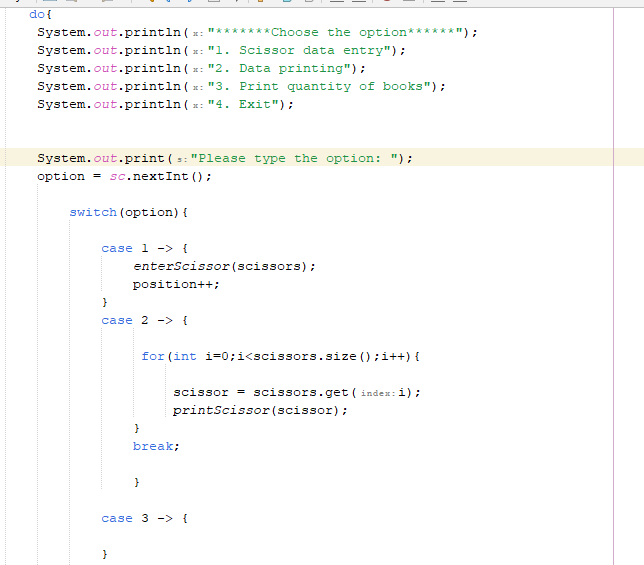 do{
System.out.println(x:"*******Choose the option******");
System.out.println(x:"1. Scissor data entry");
System.out.println(x:"2. Data printing");
System.out.println(x:"3. Print quantity of books");
System.out.println(x:"4. Exit");
System.out.print(s:"Please type the option: ");
option = sc.nextInt();
switch(option){
case 1 -> {
enterScissor(scissors);
position++;
}
case 2 -> {
for(int i=0;i<scissors.size();i++){
scissor = scissors.get(index:i);
printScissor(scissor);
}
break;
}
case 3 -> {
}